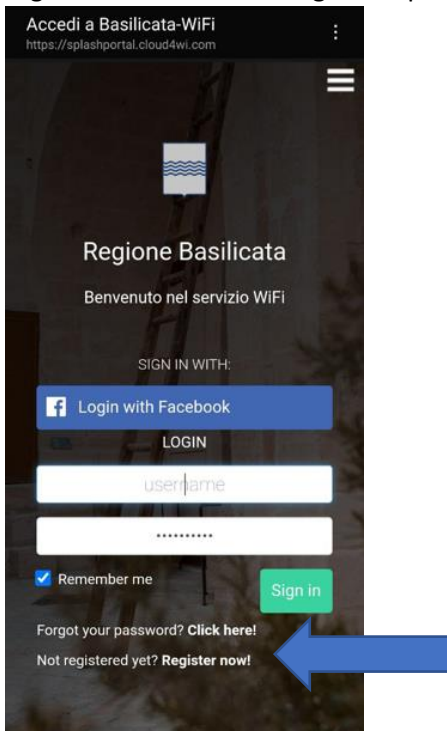 Accedi a Basilicata-WiFi
https://splashportal.cloud4wi.com
Regione Basilicata
Benvenuto nel servizio WiFi
SIGN IN WITH:
Login with Facebook
LOGIN
username
••••••••••
Remember me
Sign in
Forgot your password? Click here!
Not registered yet? Register now!